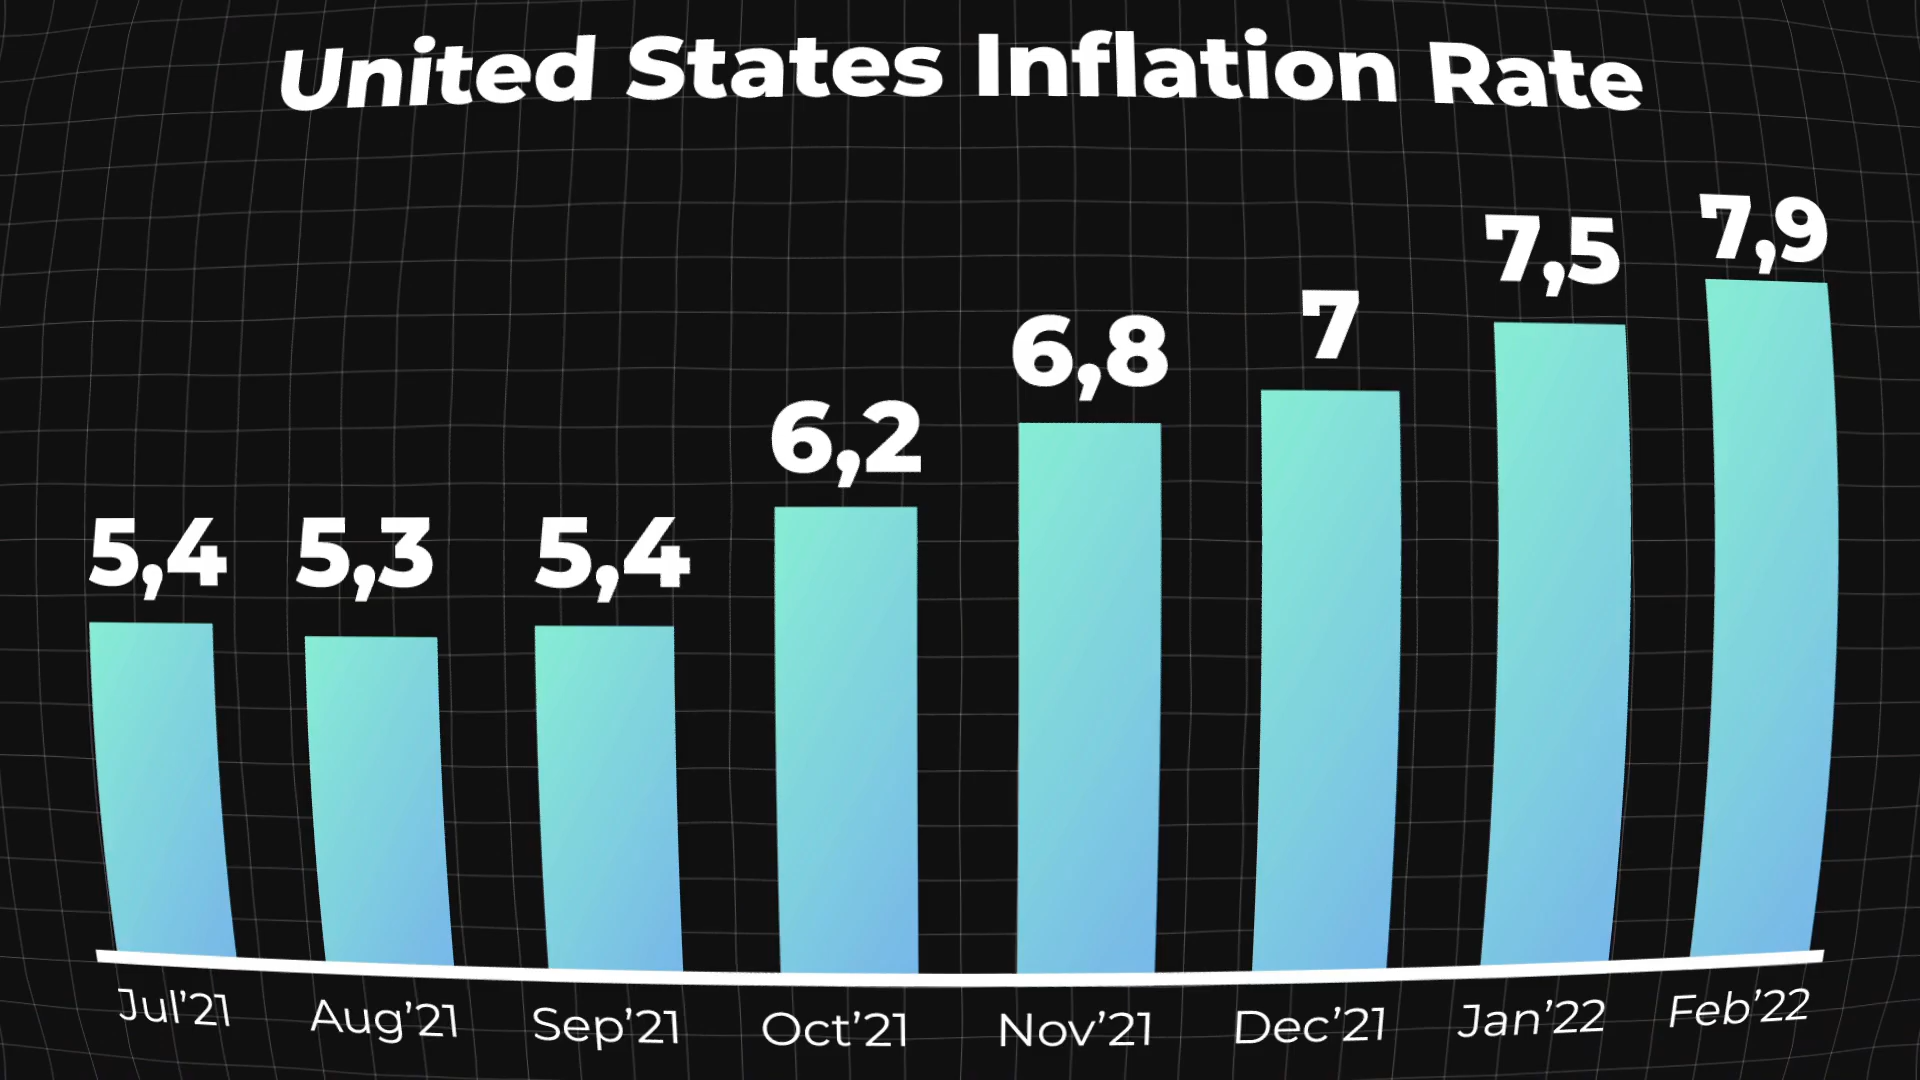 United States Inflation Rate
5,4
5,3
5,4
6,2
6,8
7
7,5
7,9
Jul’21
Aug’21
Sep’21
Oct’21
Nov’21
Dec’21
Jan’22
Feb’22